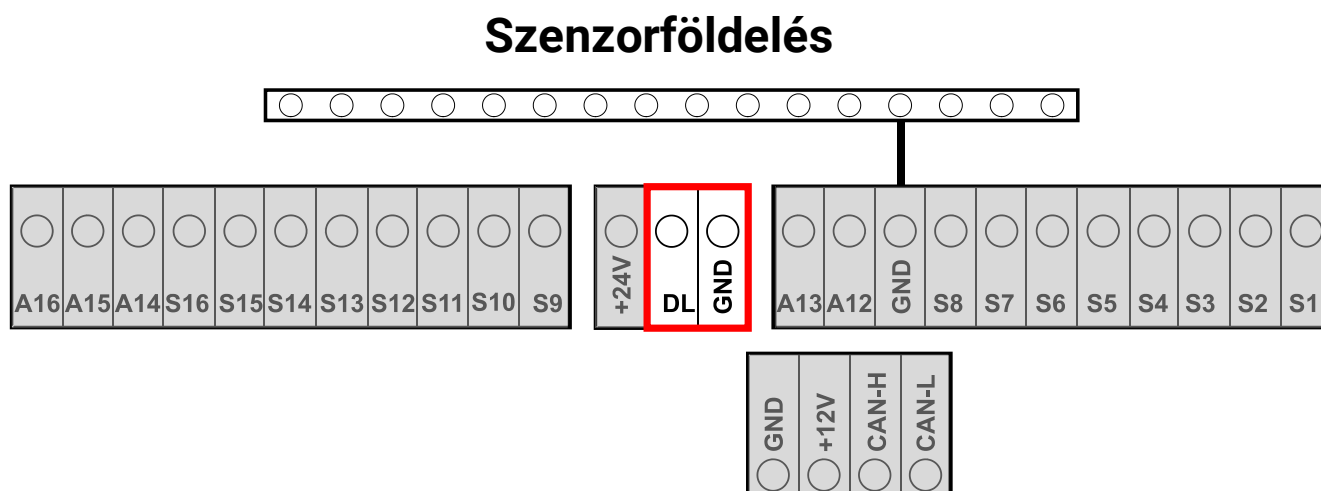 Szenzorföldelés
A16 A15 A14 S16 S15 S14 S13 S12 S11 S10 S9 +24V DL GND A13 A12 GND S8 S7 S6 S5 S4 S3 S2 S1
GND +12V CAN-H CAN-L